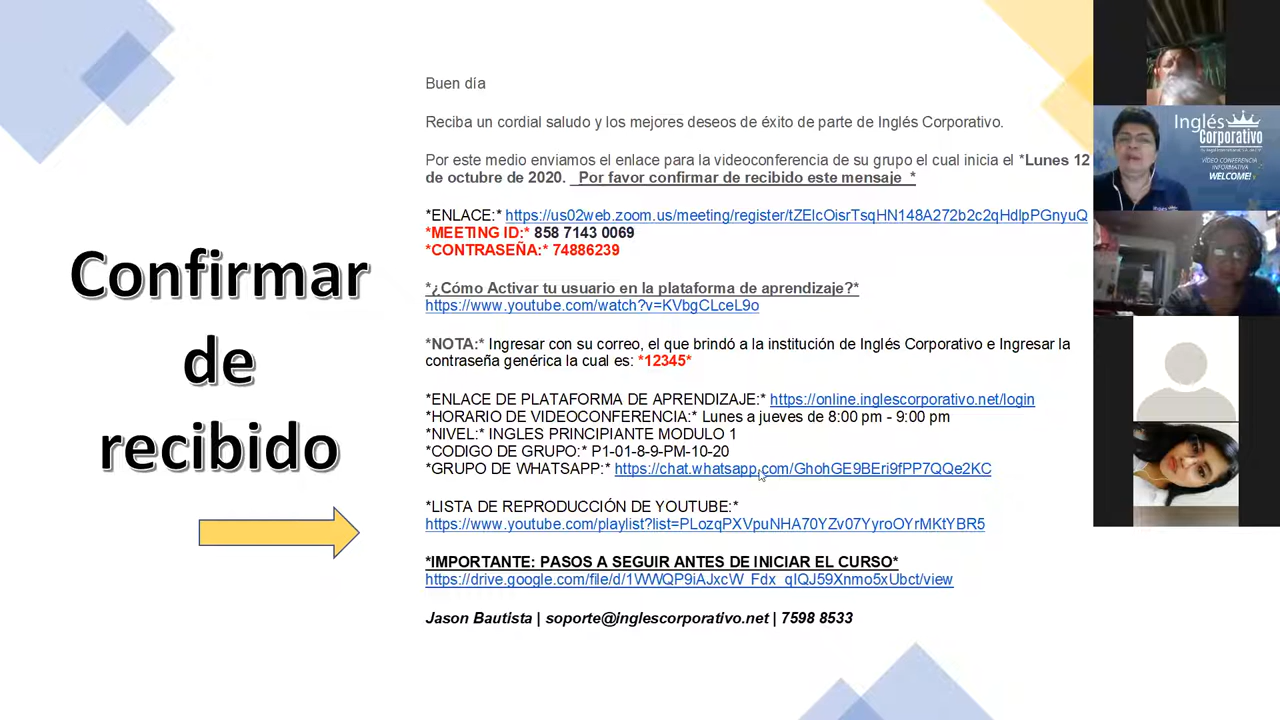 Confirmar
de
recibido
Buen día
Reciba un cordial saludo y los mejores deseos de éxito de parte de Inglés Corporativo.
Por este medio enviamos el enlace para la videoconferencia de su grupo el cual inicia el *Lunes 12
de octubre de 2020. _Por favor confirmar de recibido este mensaje_*
*ENLACE:* https://us02web.zoom.us/meeting/register/tZElcOisrTsqHN148A272b2c2qHdlpPGnyuQ
*MEETING ID:* 858 7143 0069
*CONTRASEÑA:* 74886239
*¿Cómo Activar tu usuario en la plataforma de aprendizaje?*
https://www.youtube.com/watch?v=KVbgCLceL9o
*NOTA:* Ingresar con su correo, el que brindó a la institución de Inglés Corporativo e Ingresar la
contraseña genérica la cual es: *12345*
*ENLACE DE PLATAFORMA DE APRENDIZAJE:* https://online.inglescorporativo.net/login
*HORARIO DE VIDEOCONFERENCIA:* Lunes a jueves de 8:00 pm - 9:00 pm
*NIVEL:* INGLES PRINCIPIANTE MODULO 1
*CODIGO DE GRUPO:* P1-01-8-9-PM-10-20
*GRUPO DE WHATSAPP:* https://chat.whatsapp.com/GhohGE9BEri9fPP7QQe2KC
*LISTA DE REPRODUCCIÓN DE YOUTUBE:*
https://www.youtube.com/playlist?list=PLozqPXVpuNHA70YZv07YyroOYrMKtYBR5
*IMPORTANTE: PASOS A SEGUIR ANTES DE INICIAR EL CURSO*
https://drive.google.com/file/d/1WWQP9iAJxcW_Fdx_qIQJ59Xnmo5xUbct/view
Jason Bautista | soporte@inglescorporativo.net | 7598 8533
Inglés
Corporativo
VÍDEO CONFERENCIA
INFORMATIVA
WELCOME!